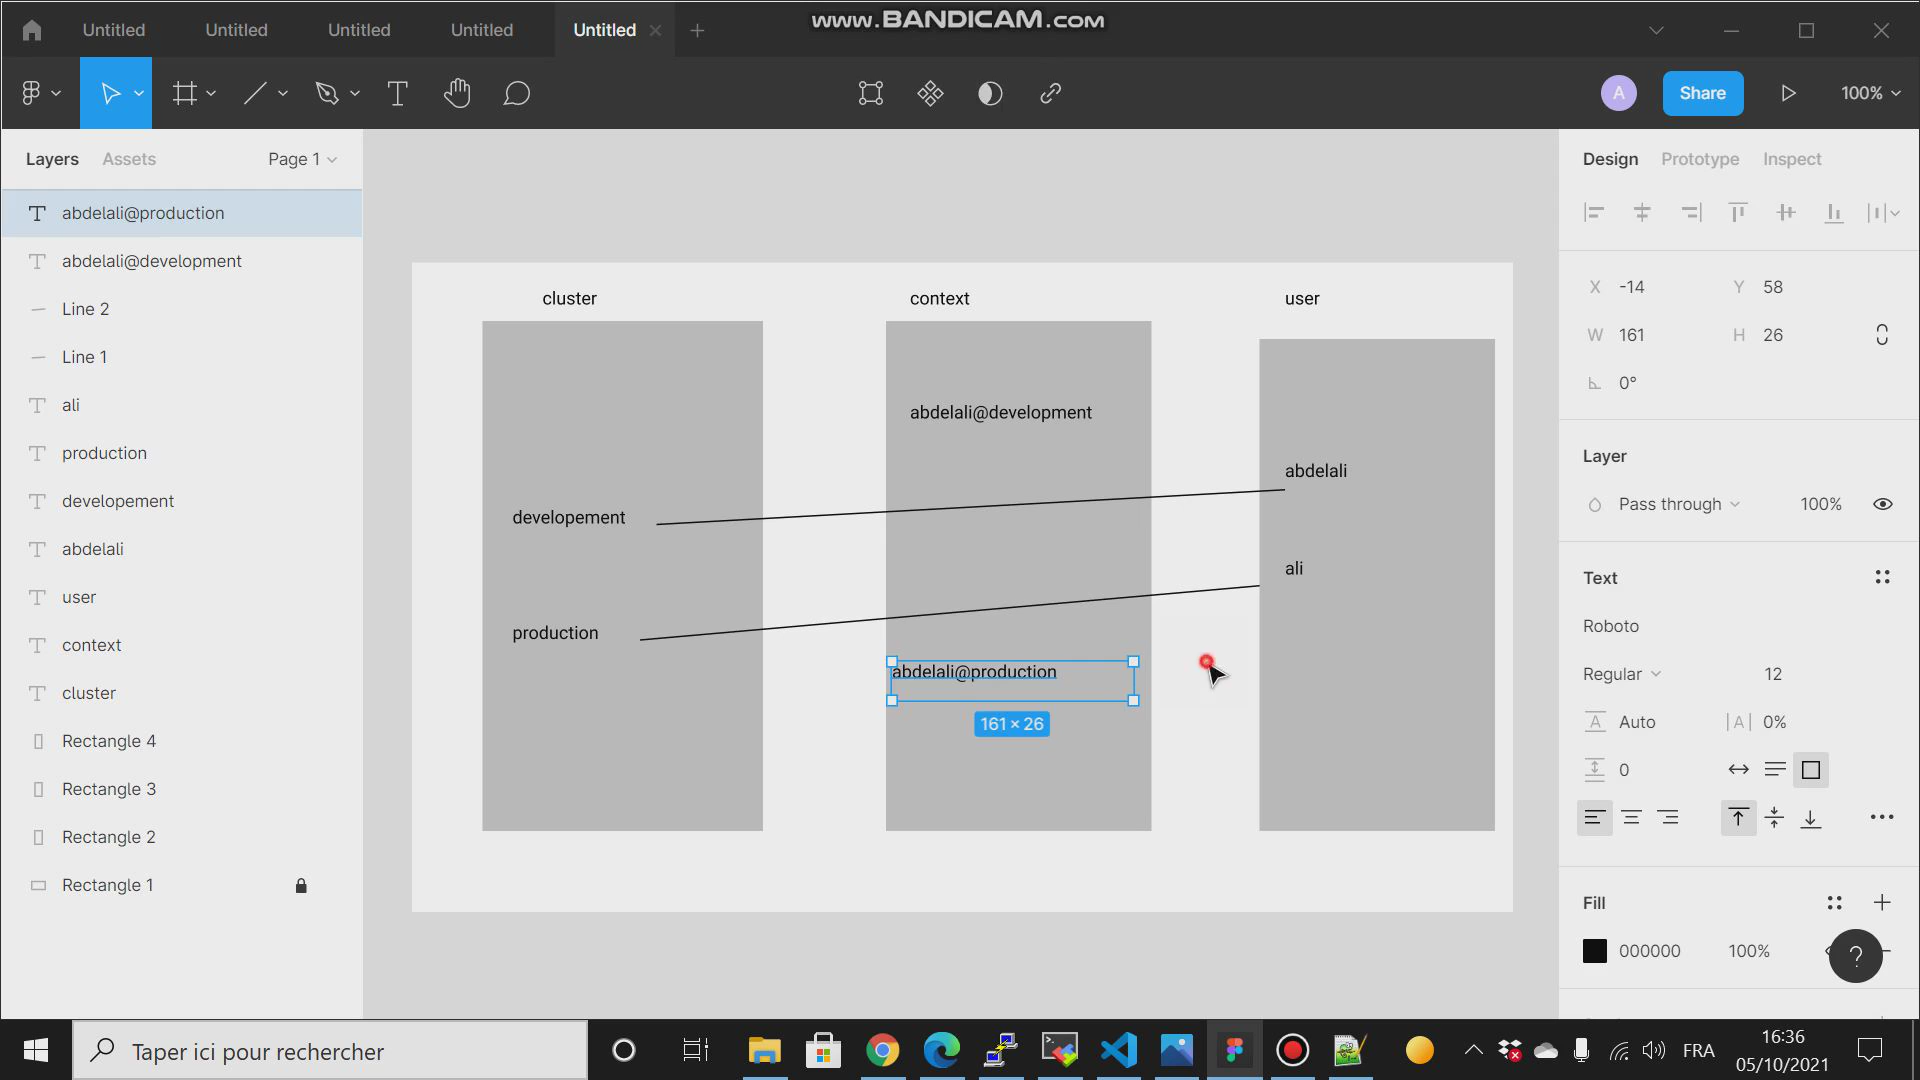 www.BANDICAM.com
Untitled
Untitled
Untitled
Untitled
Untitled
A
Share
100%
Layers
Assets
Page 1
abdelali@production
abdelali@development
Line 2
Line 1
ali
production
developement
abdelali
user
context
cluster
Rectangle 4
Rectangle 3
Rectangle 2
Rectangle 1
cluster
context
user
abdelali@development
abdelali
developement
ali
production
abdelali@production
161 × 26
Design
Prototype
Inspect
X -14
Y 58
W 161
H 26
0°
Layer
Pass through
100%
Text
Roboto
Regular
12
A Auto
|A| 0%
0
Fill
000000
100%
?
Taper ici pour rechercher
FRA
16:36
05/10/2021